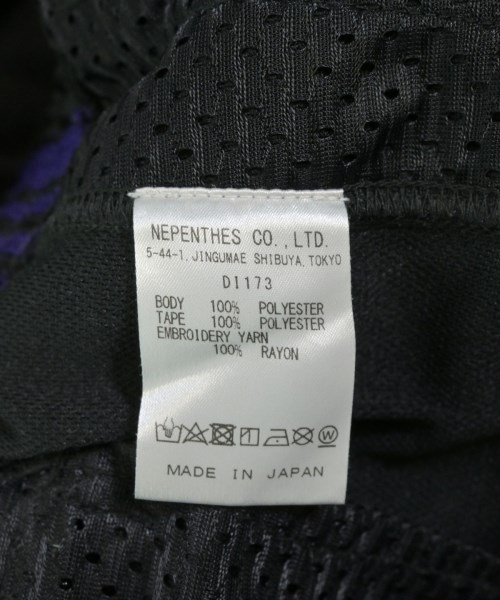 NEPENTHES CO.,LTD.
5-44-1, JINGUMAE SHIBUYA, TOKYO
D1173
BODY 100% POLYESTER
TAPE 100% POLYESTER
EMBROIDERY YARN
100% RAYON
W
MADE IN JAPAN